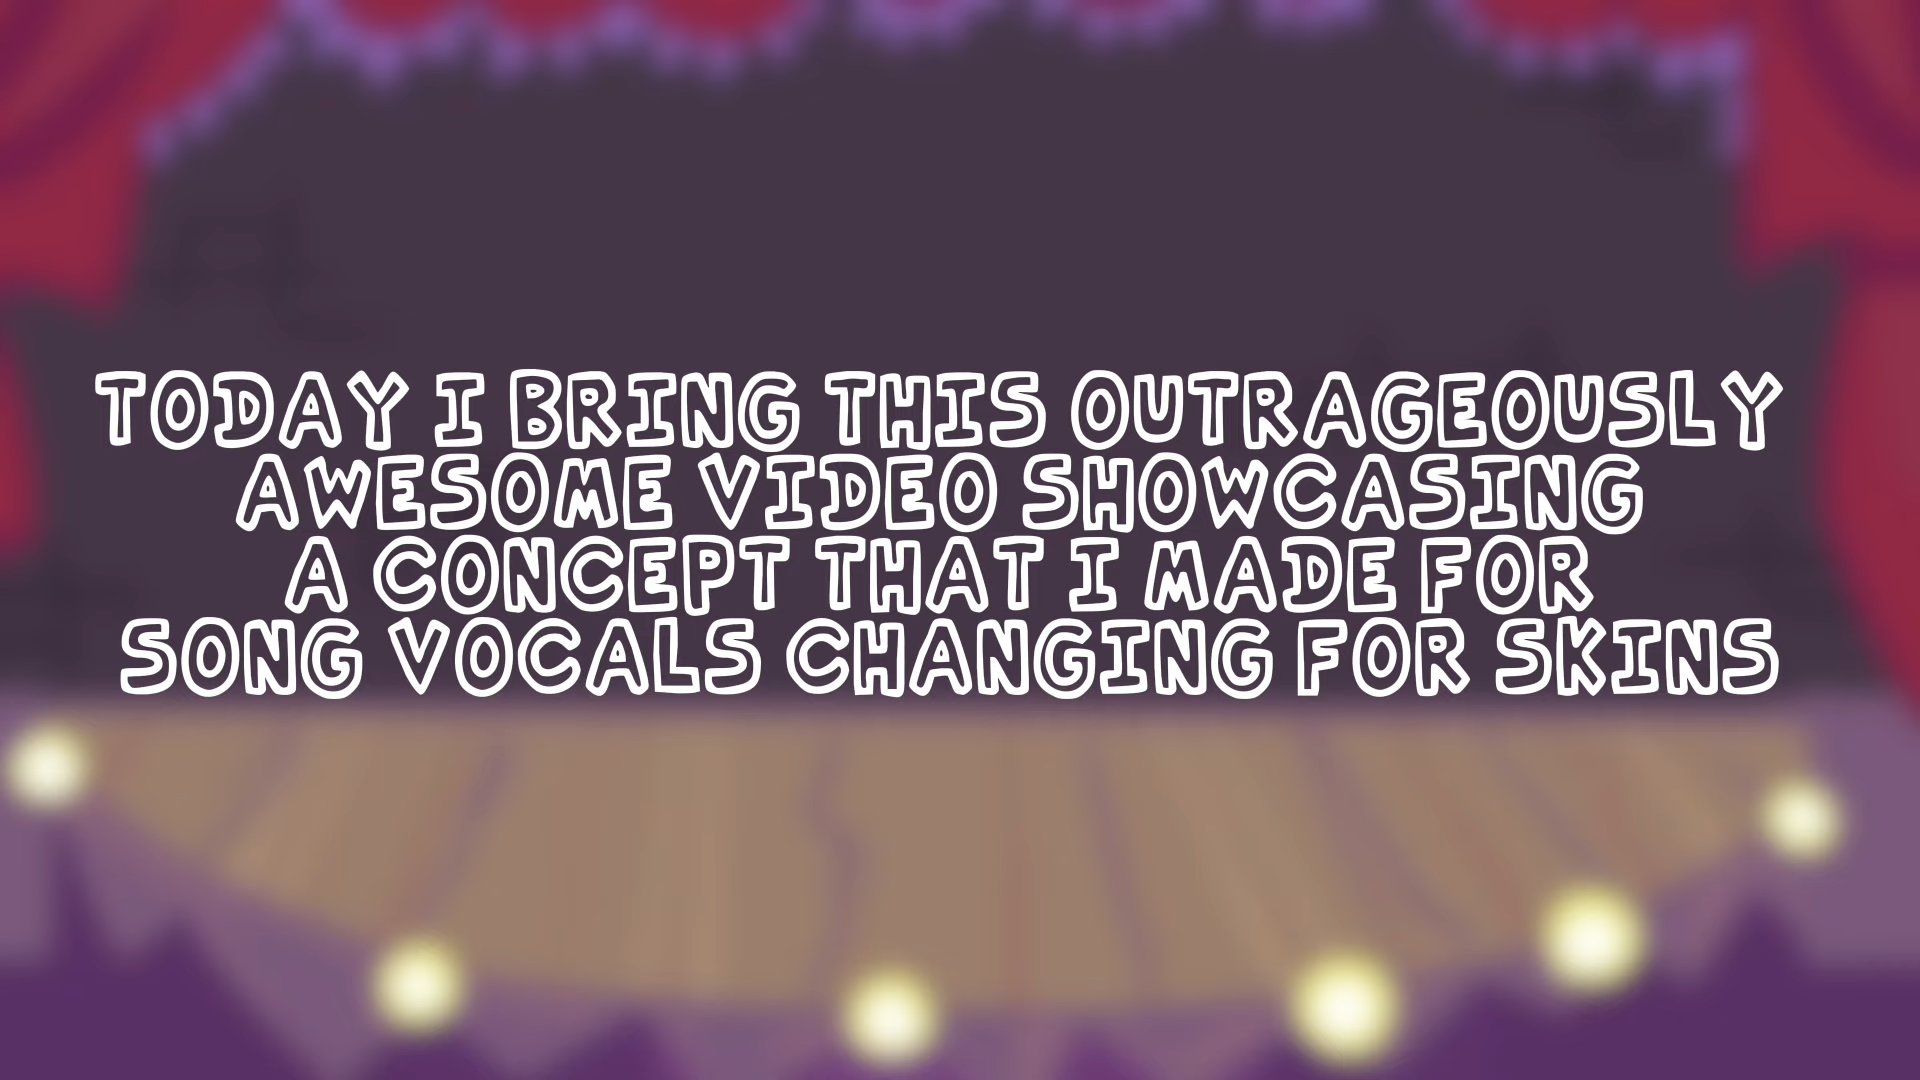 TODAY I BRING THIS OUTRAGEOUSLY
AWESOME VIDEO SHOWCASING
A CONCEPT THAT I MADE FOR
SONG VOCALS CHANGING FOR SKINS